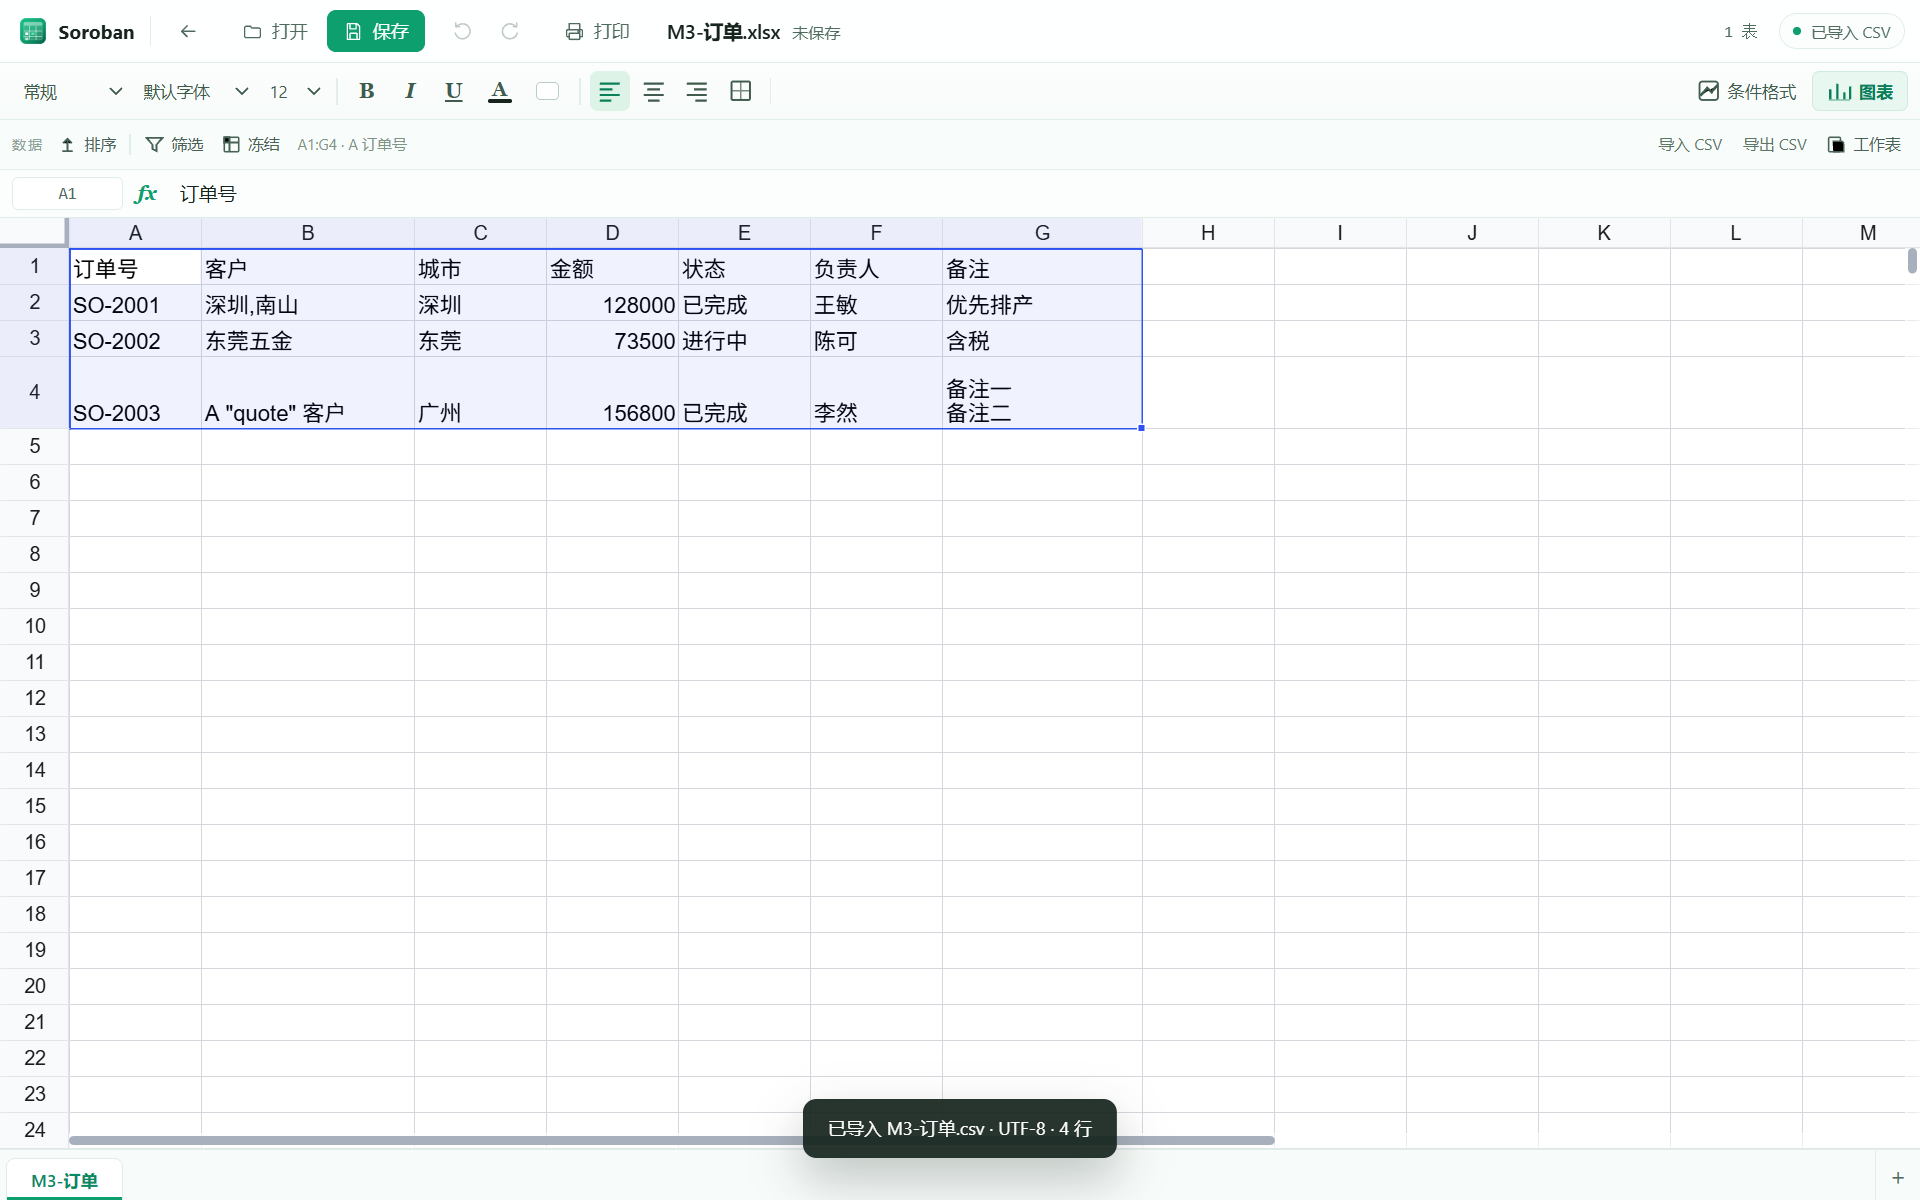 Soroban 打开 保存 打印 M3-订单.xlsx 未保存 1 表 已导入 CSV
常规 默认字体 12 B I U A 条件格式 图表
数据 排序 筛选 冻结 A1:G4 · A 订单号 导入 CSV 导出 CSV 工作表
A1 fx 订单号
A B C D E F G H I J K L M
1 订单号 客户 城市 金额 状态 负责人 备注
2 SO-2001 深圳,南山 深圳 128000 已完成 王敏 优先排产
3 SO-2002 东莞五金 东莞 73500 进行中 陈可 含税
4 SO-2003 A "quote" 客户 广州 156800 已完成 李然 备注一
备注二
5
6
7
8
9
10
11
12
13
14
15
16
17
18
19
20
21
22
23
24
已导入 M3-订单.csv · UTF-8 · 4 行
M3-订单 +